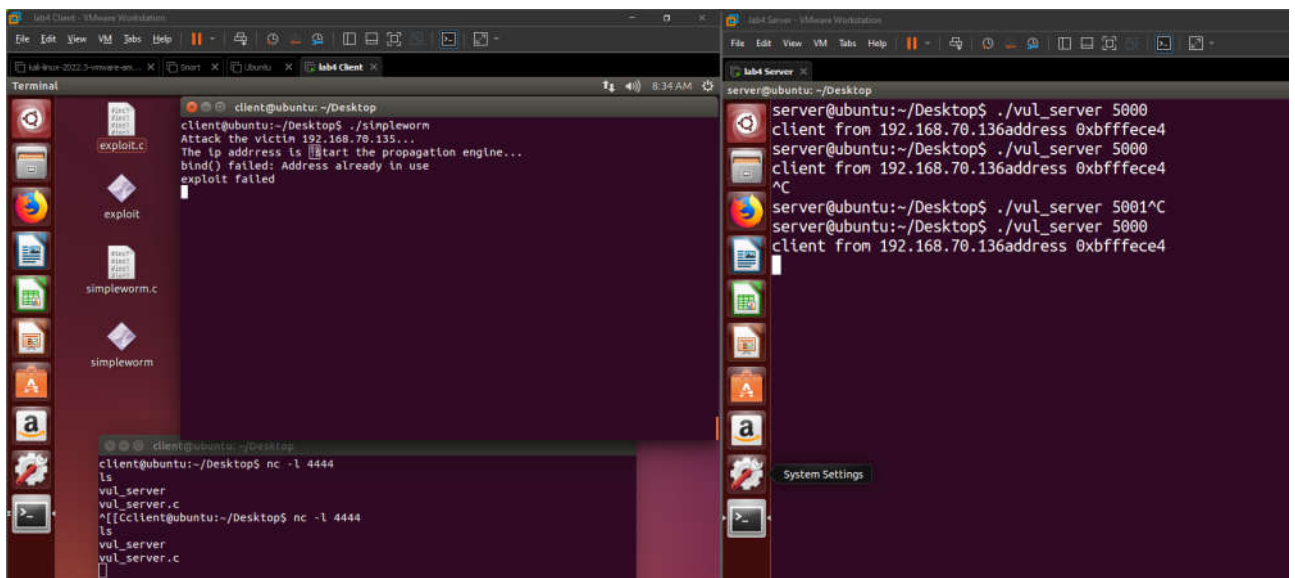 lab4 Client - VMware Workstation
File Edit View VM Tabs Help
kali-linux-2022.3-vmware-am... Snort Ubuntu lab4 Client
Terminal
8:34 AM
exploit.c
exploit
simpleworm.c
simpleworm
client@ubuntu: ~/Desktop
client@ubuntu:~/Desktop$ ./simpleworm
Attack the victim 192.168.70.135...
The ip addrress is start the propagation engine...
bind() failed: Address already in use
exploit failed
client@ubuntu: ~/Desktop
client@ubuntu:~/Desktop$ nc -l 4444
ls
vul_server
vul_server.c
^[[Cclient@ubuntu:~/Desktop$ nc -l 4444
ls
vul_server
vul_server.c
lab4 Server - VMware Workstation
File Edit View VM Tabs Help
lab4 Server
server@ubuntu: ~/Desktop
server@ubuntu:~/Desktop$ ./vul_server 5000
client from 192.168.70.136address 0xbfffece4
server@ubuntu:~/Desktop$ ./vul_server 5000
client from 192.168.70.136address 0xbfffece4
^C
server@ubuntu:~/Desktop$ ./vul_server 5001^C
server@ubuntu:~/Desktop$ ./vul_server 5000
client from 192.168.70.136address 0xbfffece4
System Settings